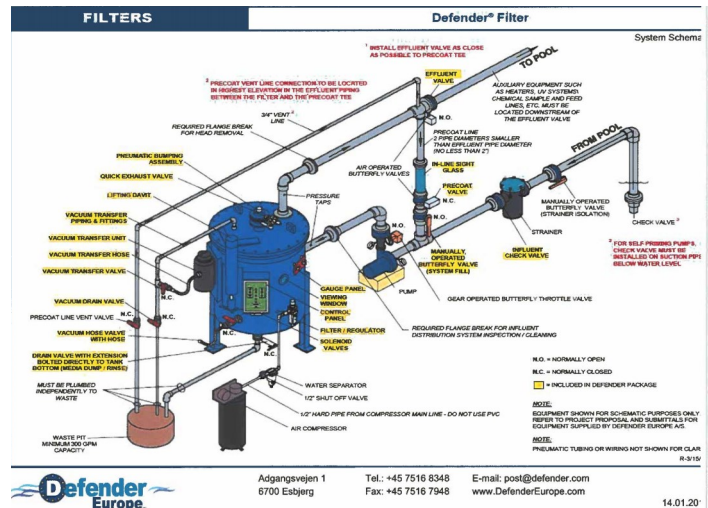 FILTERS
Defender® Filter
System Schema
¹ INSTALL EFFLUENT VALVE AS CLOSE
AS POSSIBLE TO PRECOAT TEE
TO POOL
EFFLUENT
VALVE
² PRECOAT VENT LINE CONNECTION TO BE LOCATED
IN HIGHEST ELEVATION IN THE EFFLUENT PIPING
BETWEEN THE FILTER AND THE PRECOAT TEE
AUXILIARY EQUIPMENT SUCH
AS HEATERS, UV SYSTEMS\
CHEMICAL SAMPLE AND FEED
LINES, ETC, MUST BE
LOCATED DOWNSTREAM OF
THE EFFLUENT VALVE
3/4" VENT ²
LINE
N.O.
REQUIRED FLANGE BREAK
FOR HEAD REMOVAL
PRECOAT LINE
2 PIPE DIAMETERS SMALLER
THAN EFFLUENT PIPE DIAMETER
(NO LESS THAN 2")
FROM POOL
PNEUMATIC BUMPING
ASSEMBLY
AIR OPERATED
BUTTERFLY VALVES
IN-LINE SIGHT
GLASS
QUICK EXHAUST VALVE
PRECOAT
VALVE
LIFTING DAVIT
PRESSURE
TAPS
N.C.
MANUALLY OPERATED
BUTTERFLY VALVE
(STRAINER ISOLATION)
VACUUM TRANSFER
PIPING & FITTINGS
N.O.
N.C.
CHECK VALVE ³
STRAINER
VACUUM TRANSFER UNIT
MANUALLY,
OPERATED
BUTTERFLY VALVE
(SYSTEM FILL)
INFLUENT
CHECK VALVE
³ FOR SELF PRIMING PUMPS,
CHECK VALVE MUST BE
INSTALLED ON SUCTION PIPE
BELOW WATER LEVEL
VACUUM TRANSFER HOSE
VACUUM TRANSFER VALVE
N.C.
GAUGE PANEL
PUMP
VIEWING
WINDOW
GEAR OPERATED BUTTERFLY THROTTLE VALVE
VACUUM DRAIN VALVE
CONTROL
PANEL
PRECOAT LINE VENT VALVE
N.C.
N.C.
FILTER / REGULATOR
REQUIRED FLANGE BREAK FOR INFLUENT
DISTRIBUTION SYSTEM INSPECTION / CLEANING
VACUUM HOSE VALVE
WITH HOSE
N.C.
SOLENOID
VALVES
DRAIN VALVE WITH EXTENSION
BOLTED DIRECTLY TO TANK
BOTTOM (MEDIA DUMP / RINSE)
N.C.
N.O. = NORMALLY OPEN
N.C. = NORMALLY CLOSED
= INCLUDED IN DEFENDER PACKAGE
MUST BE PLUMBED
INDEPENDENTLY TO
WASTE
WATER SEPARATOR
1/2" SHUT OFF VALVE
1/2" HARD PIPE FROM COMPRESSOR MAIN LINE - DO NOT USE PVC
AIR COMPRESSOR
WASTE PIT
MINIMUM 300 GPM
CAPACITY
NOTE:
EQUIPMENT SHOWN FOR SCHEMATIC PURPOSES ONLY
REFER TO PROJECT PROPOSAL AND SUBMITTALS FOR
EQUIPMENT SUPPLIED BY DEFENDER EUROPE A/S.
NOTE:
PNEUMATIC TUBING OR WIRING NOT SHOWN FOR CLAR
R-3/15/
Defender
Europe
Adgangsvejen 1
6700 Esbjerg
Tel.: +45 7516 8348
Fax: +45 7516 7948
E-mail: post@defender.com
www.DefenderEurope.com
14.01.20